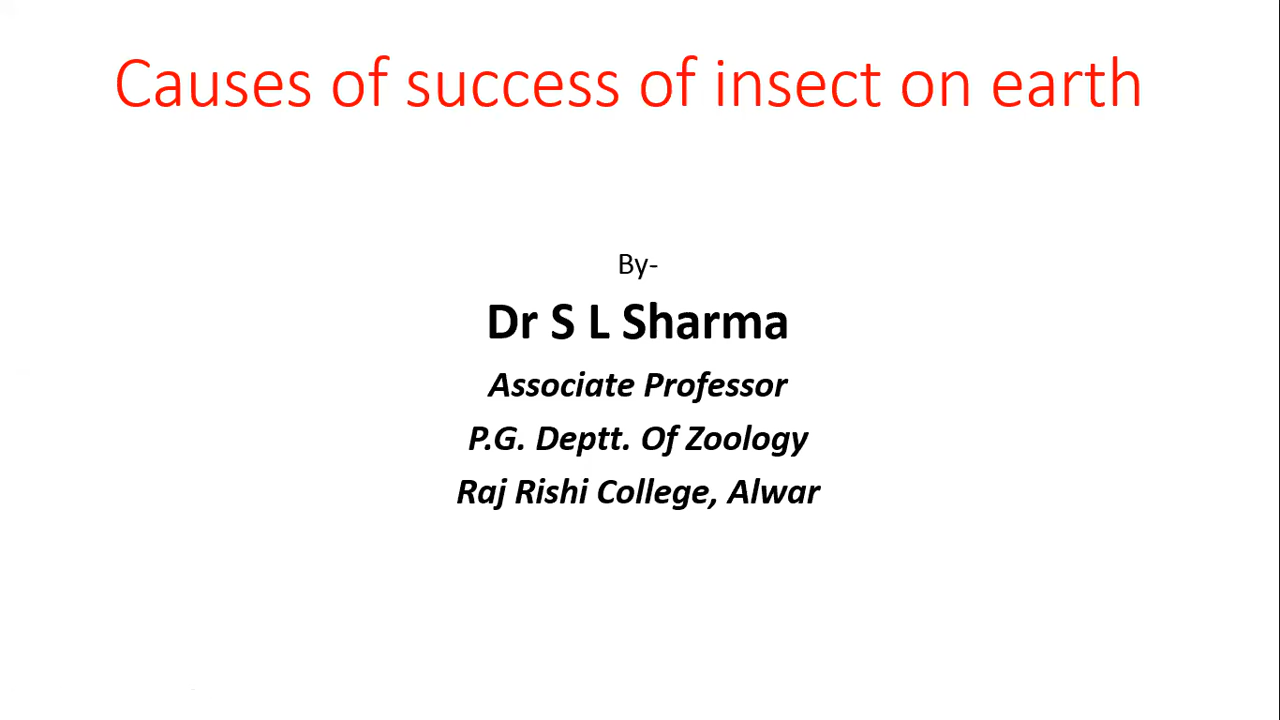 Causes of success of insect on earth
By-
Dr S L Sharma
Associate Professor
P.G. Deptt. Of Zoology
Raj Rishi College, Alwar